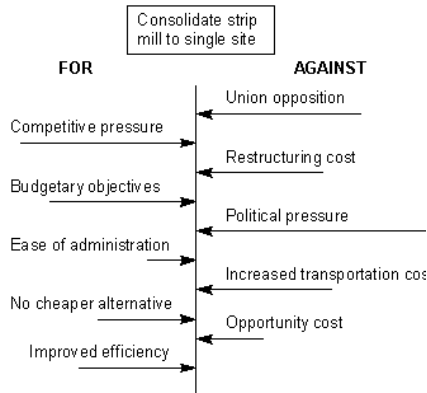 Consolidate strip
mill to single site
FOR
AGAINST
Union opposition
Competitive pressure
Restructuring cost
Budgetary objectives
Political pressure
Ease of administration
Increased transportation cos
No cheaper alternative
Opportunity cost
Improved efficiency